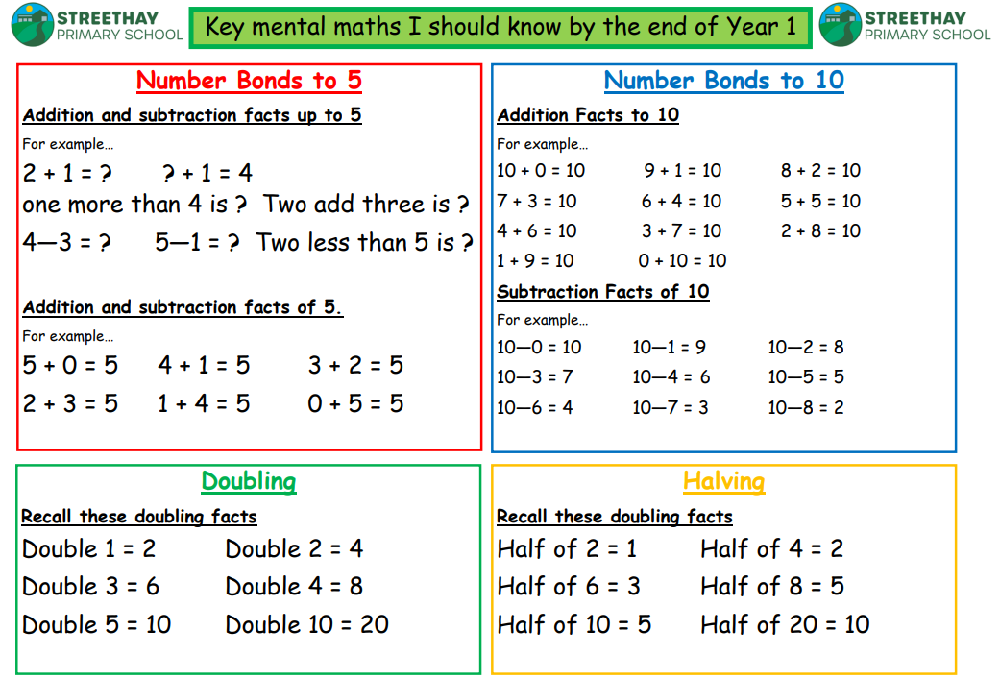 STREETHAY
PRIMARY SCHOOL
Key mental maths I should know by the end of Year 1
STREETHAY
PRIMARY SCHOOL
Number Bonds to 5
Addition and subtraction facts up to 5
For example...
2 + 1 = ? ? + 1 = 4
one more than 4 is ? Two add three is ?
4—3 = ? 5—1 = ? Two less than 5 is ?
Addition and subtraction facts of 5.
For example...
5 + 0 = 5 4 + 1 = 5 3 + 2 = 5
2 + 3 = 5 1 + 4 = 5 0 + 5 = 5
Number Bonds to 10
Addition Facts to 10
For example...
10 + 0 = 10 9 + 1 = 10 8 + 2 = 10
7 + 3 = 10 6 + 4 = 10 5 + 5 = 10
4 + 6 = 10 3 + 7 = 10 2 + 8 = 10
1 + 9 = 10 0 + 10 = 10
Subtraction Facts of 10
For example...
10—0 = 10 10—1 = 9 10—2 = 8
10—3 = 7 10—4 = 6 10—5 = 5
10—6 = 4 10—7 = 3 10—8 = 2
Doubling
Recall these doubling facts
Double 1 = 2 Double 2 = 4
Double 3 = 6 Double 4 = 8
Double 5 = 10 Double 10 = 20
Halving
Recall these doubling facts
Half of 2 = 1 Half of 4 = 2
Half of 6 = 3 Half of 8 = 5
Half of 10 = 5 Half of 20 = 10